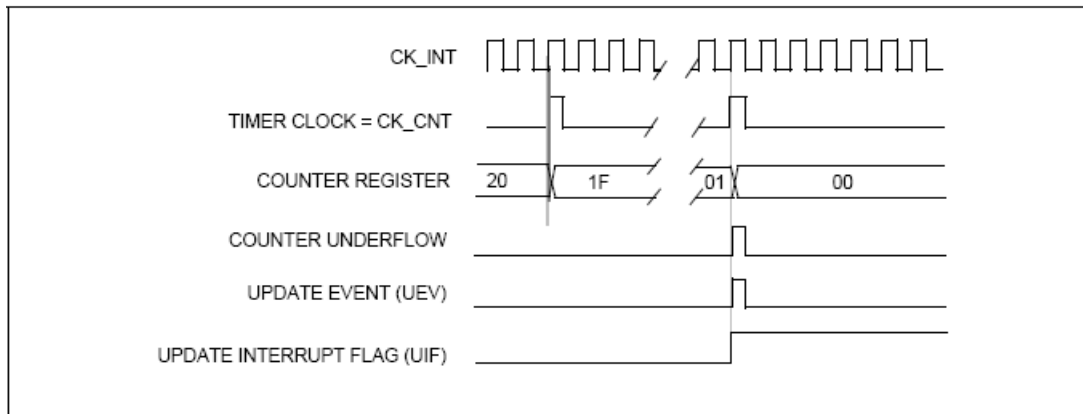 CK_INT
TIMER CLOCK = CK_CNT
COUNTER REGISTER 20 1F 01 00
COUNTER UNDERFLOW
UPDATE EVENT (UEV)
UPDATE INTERRUPT FLAG (UIF)